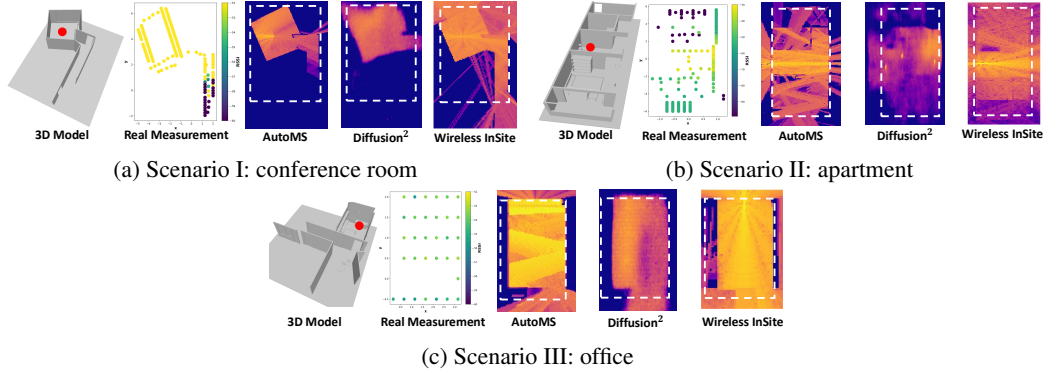 3D Model
Real Measurement
AutoMS
Diffusion²
Wireless InSite
(a) Scenario I: conference room
3D Model
Real Measurement
AutoMS
Diffusion²
Wireless InSite
(b) Scenario II: apartment
3D Model
Real Measurement
AutoMS
Diffusion²
Wireless InSite
(c) Scenario III: office